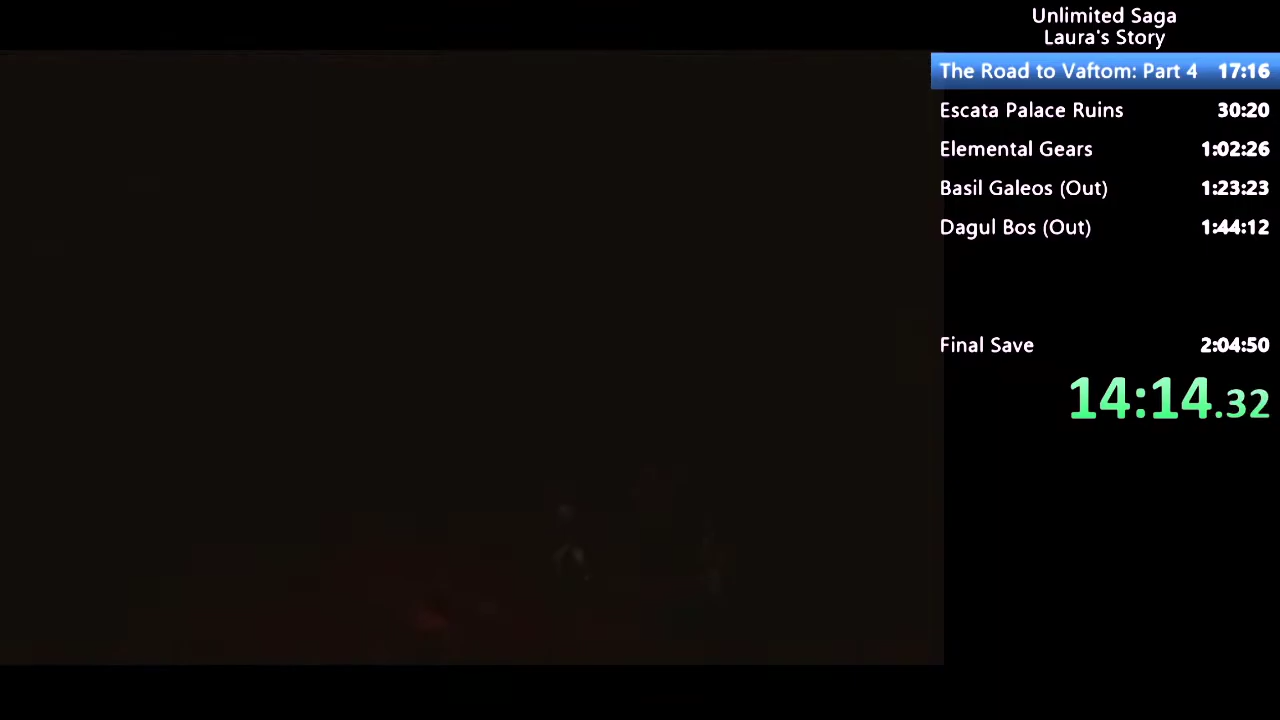 Unlimited Saga
Laura's Story
The Road to Vaftom: Part 4 17:16
Escata Palace Ruins 30:20
Elemental Gears 1:02:26
Basil Galeos (Out) 1:23:23
Dagul Bos (Out) 1:44:12
Final Save 2:04:50
14:14.32